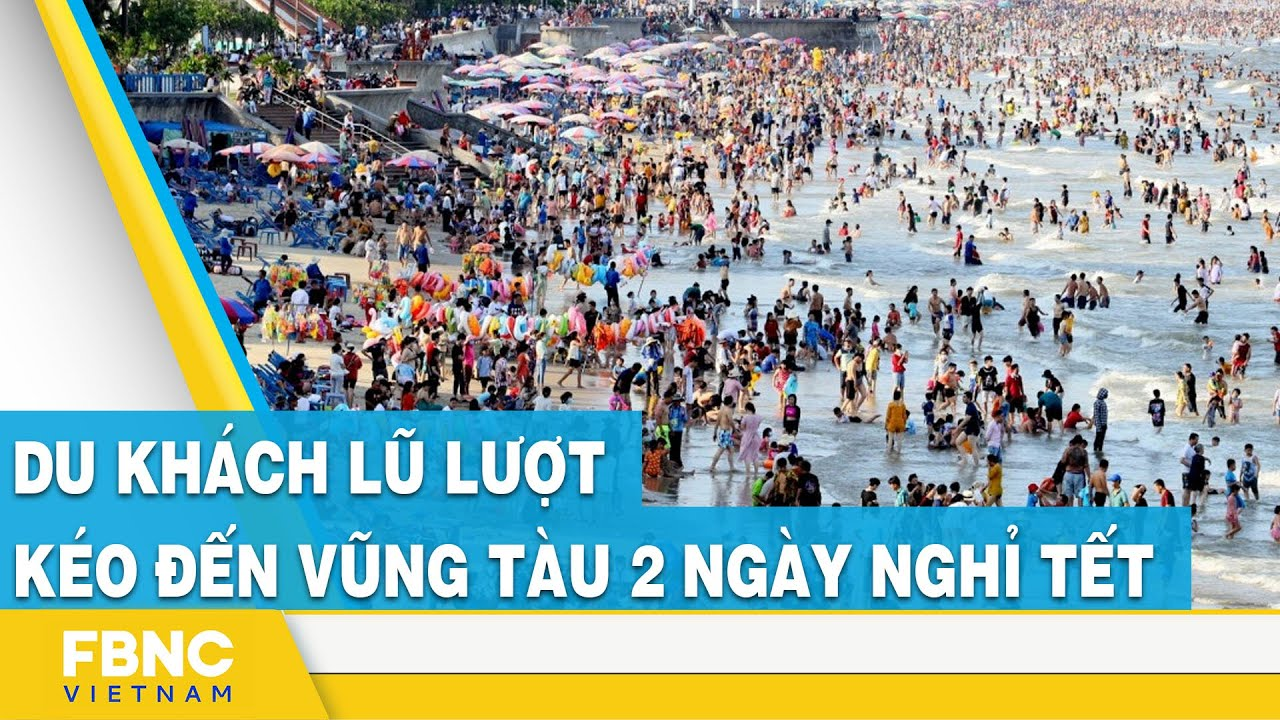 DU KHÁCH LŨ LƯỢT
KÉO ĐẾN VŨNG TÀU 2 NGÀY NGHỈ TẾT
FBNC
VIETNAM